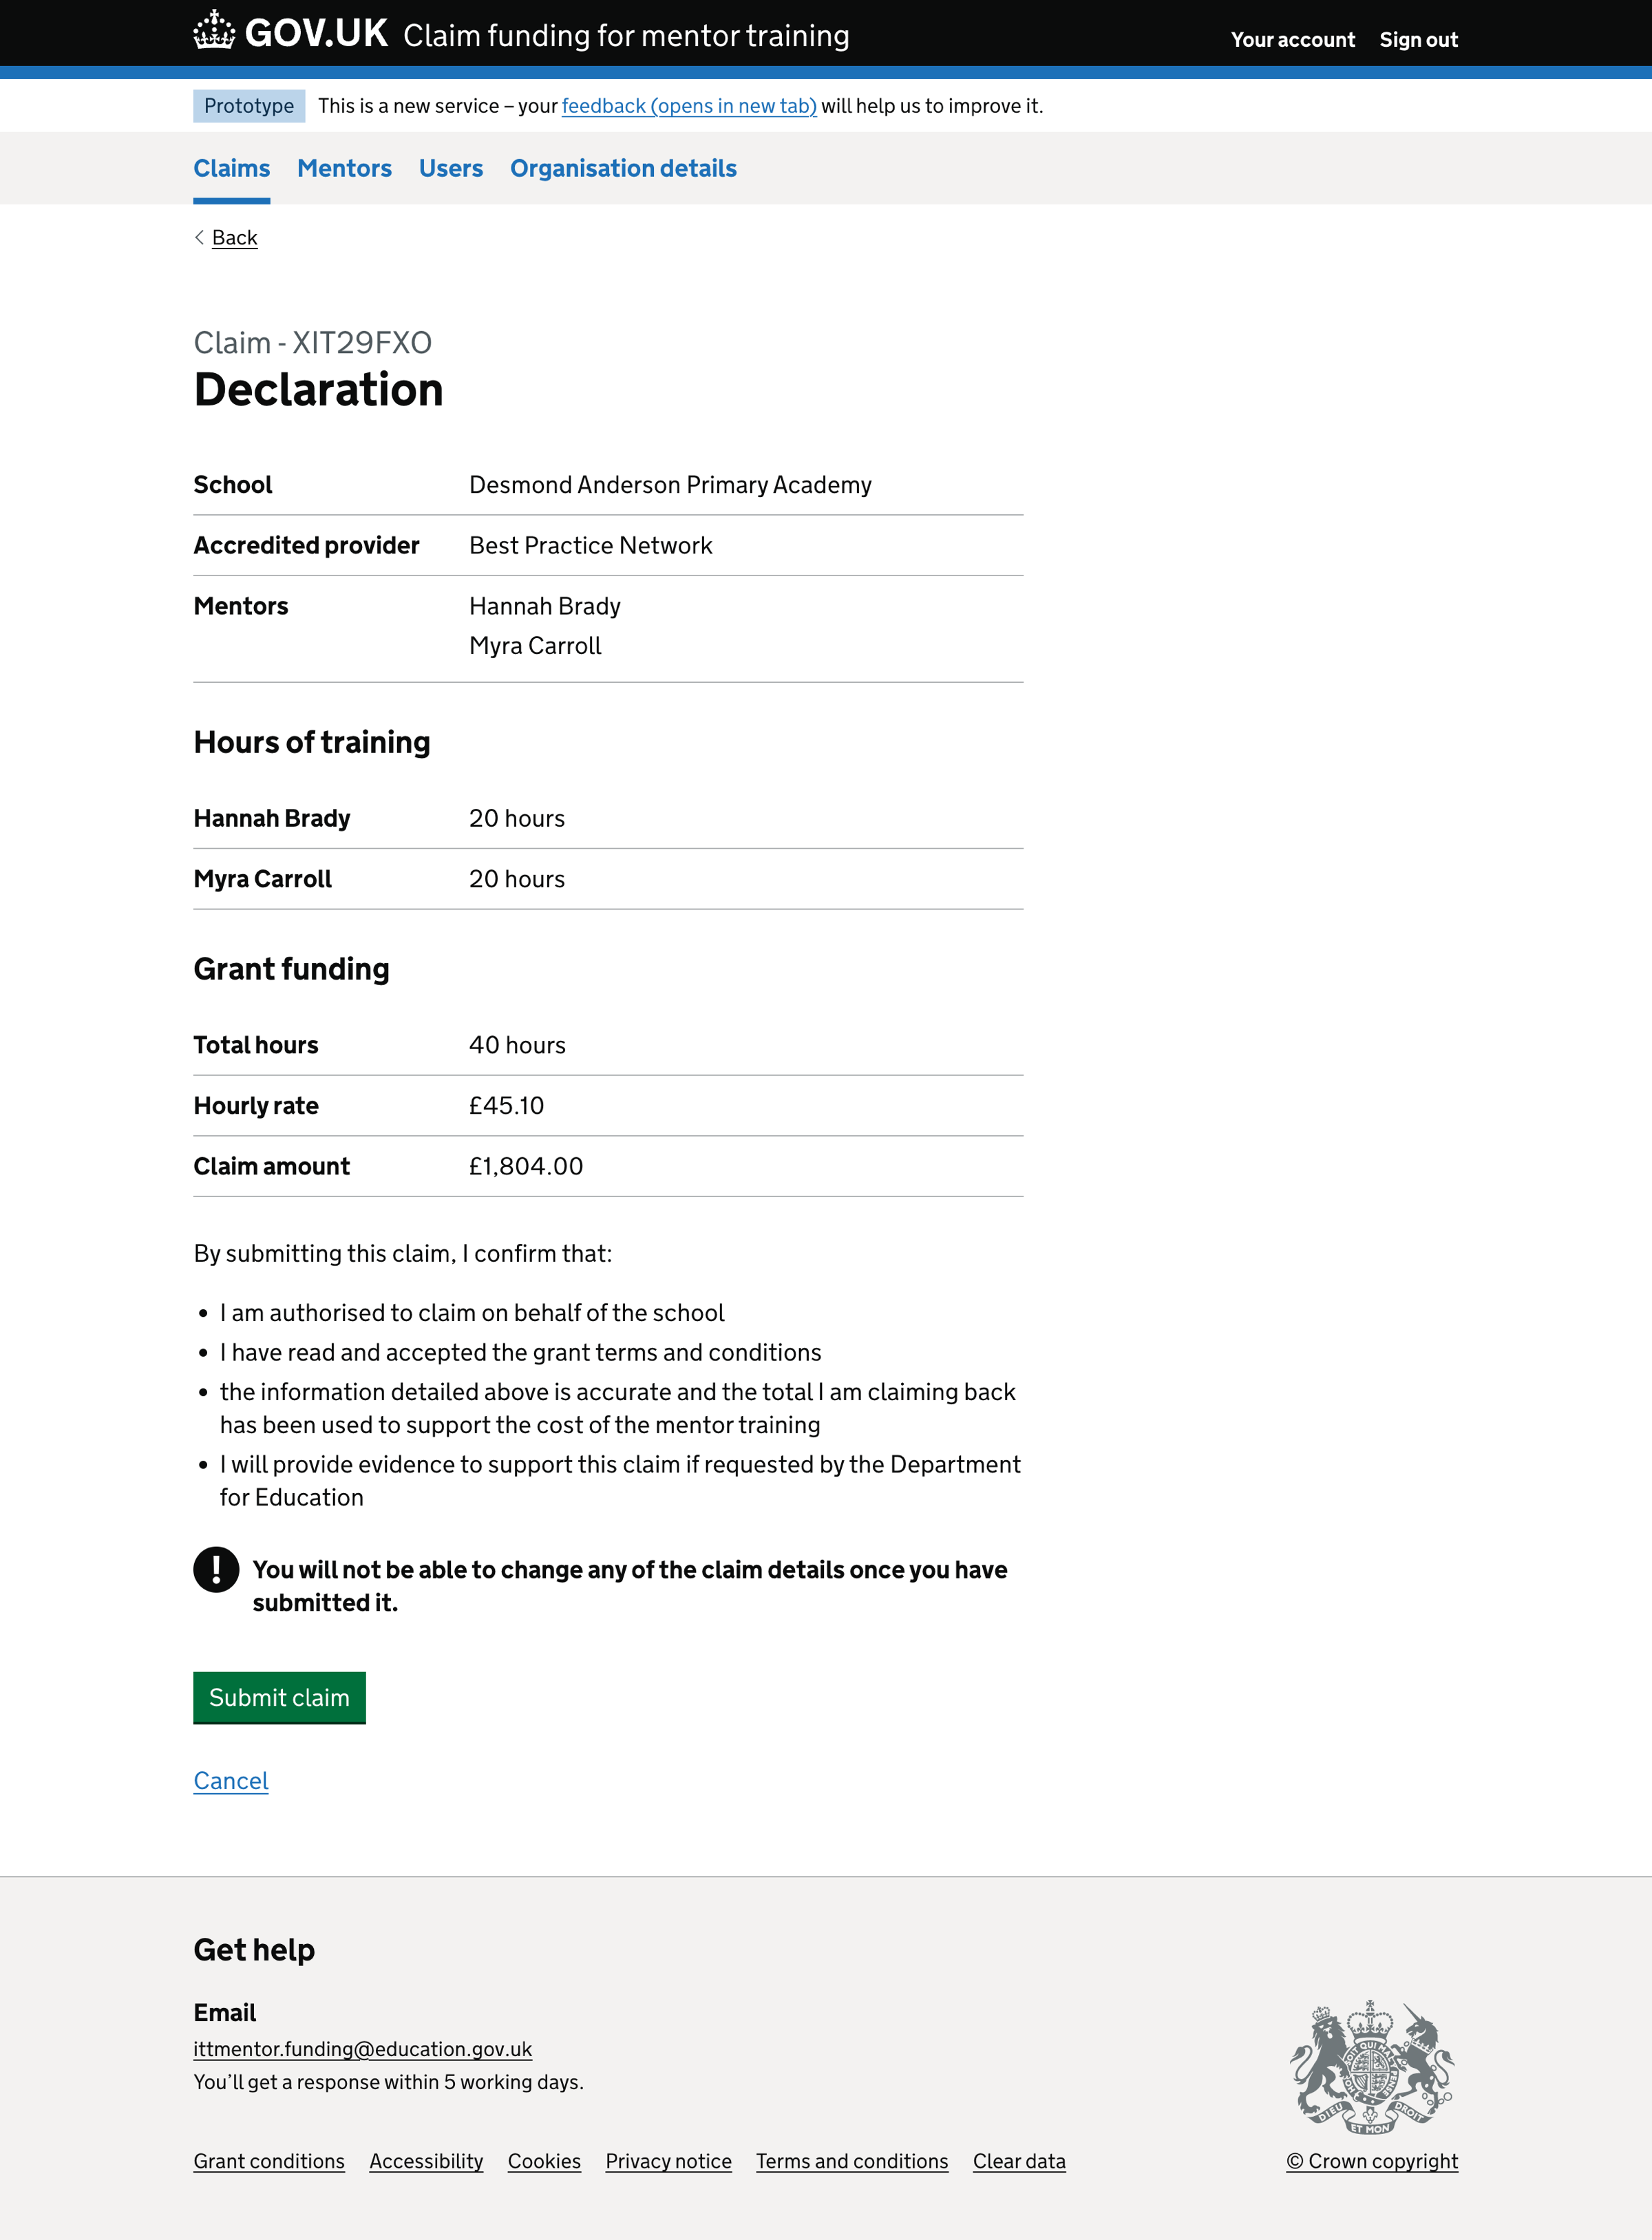 GOV.UK Claim funding for mentor training
Your account Sign out
Prototype This is a new service – your feedback (opens in new tab) will help us to improve it.
Claims Mentors Users Organisation details
Back
Claim - XIT29FXO
Declaration
School Desmond Anderson Primary Academy
Accredited provider Best Practice Network
Mentors Hannah Brady
Myra Carroll
Hours of training
Hannah Brady 20 hours
Myra Carroll 20 hours
Grant funding
Total hours 40 hours
Hourly rate £45.10
Claim amount £1,804.00
By submitting this claim, I confirm that:
• I am authorised to claim on behalf of the school
• I have read and accepted the grant terms and conditions
• the information detailed above is accurate and the total I am claiming back
has been used to support the cost of the mentor training
• I will provide evidence to support this claim if requested by the Department
for Education
! You will not be able to change any of the claim details once you have
submitted it.
Submit claim
Cancel
Get help
Email
ittmentor.funding@education.gov.uk
You’ll get a response within 5 working days.
DIEU ET MON DROIT
Grant conditions Accessibility Cookies Privacy notice Terms and conditions Clear data
© Crown copyright